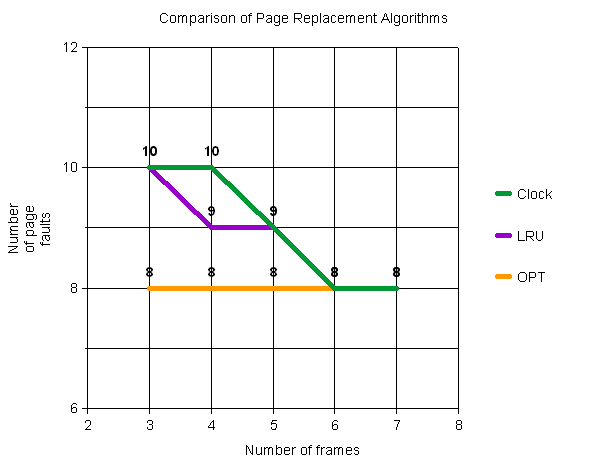 Comparison of Page Replacement Algorithms
12
10
8
6
Number
of page
faults
10 10
9 9
8 8 8 8 8
2 3 4 5 6 7 8
Number of frames
Clock
LRU
OPT